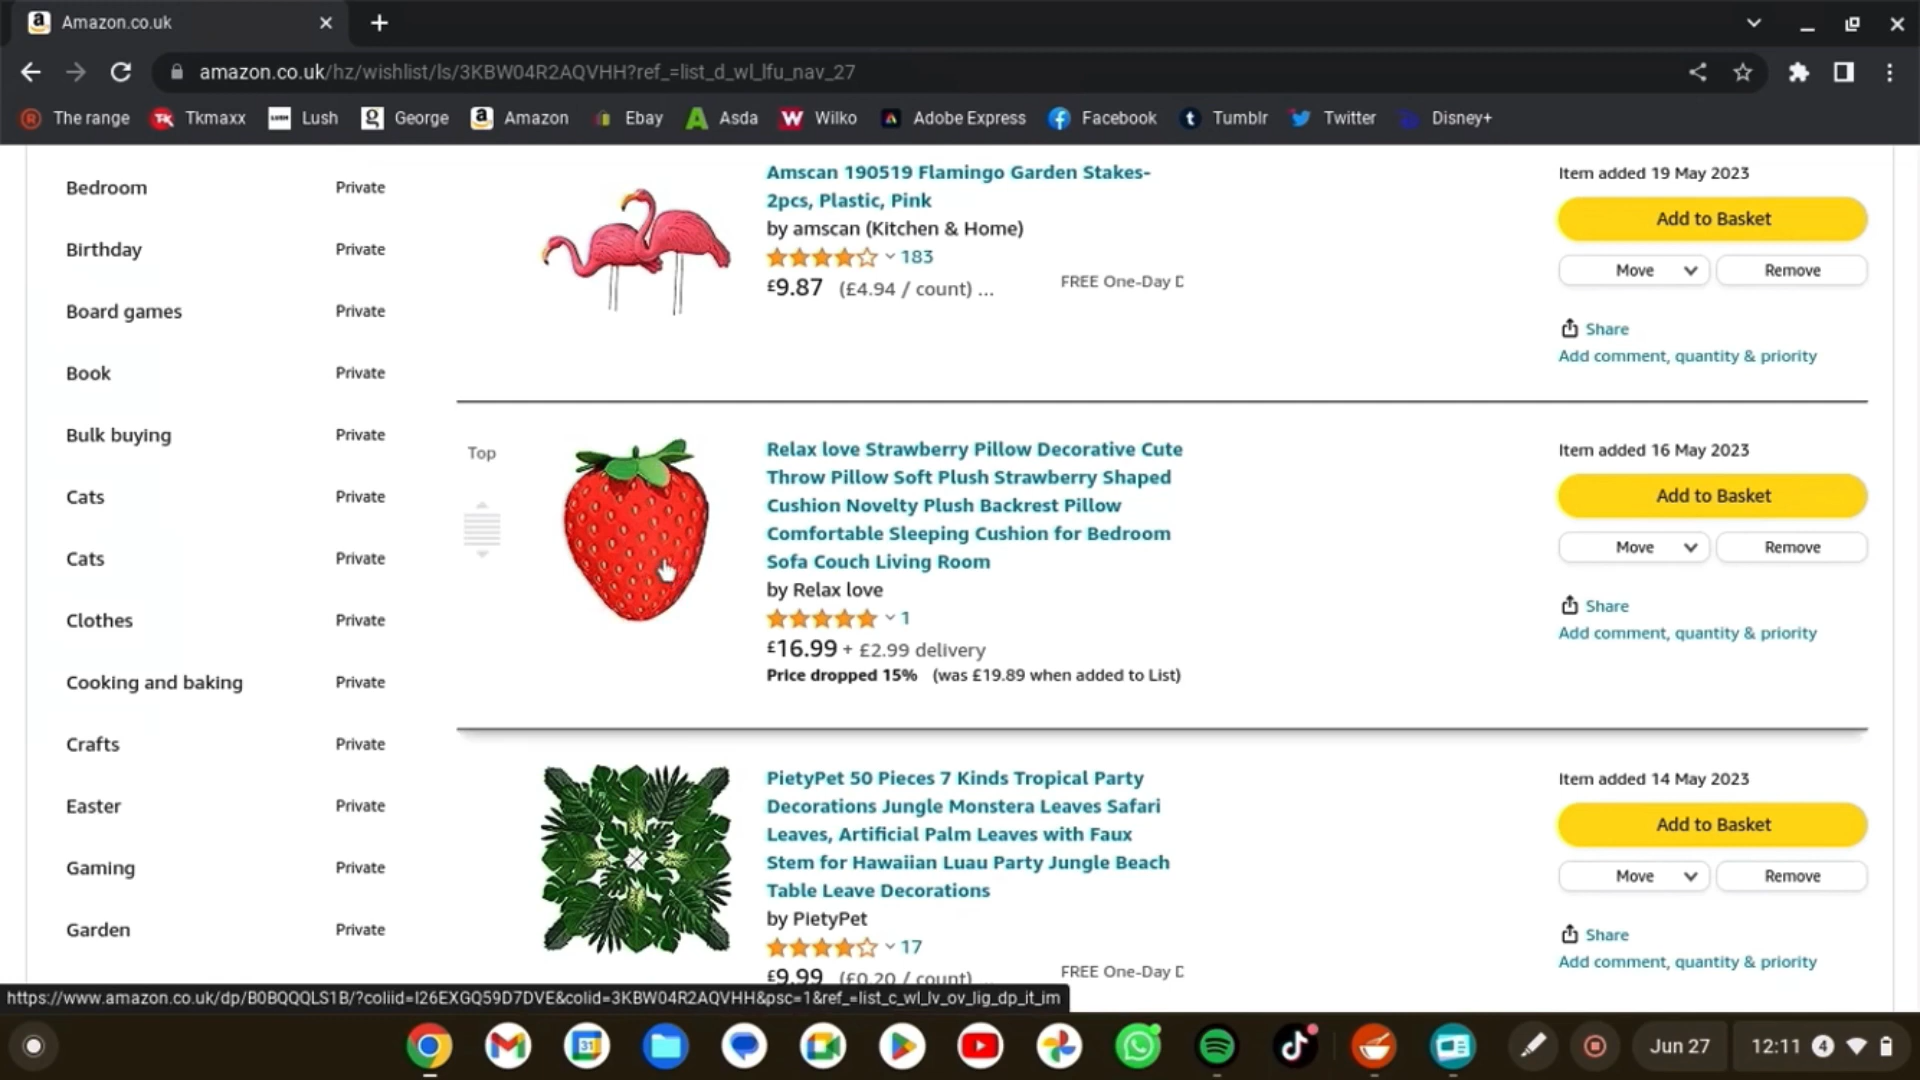 Amazon.co.uk
amazon.co.uk/hz/wishlist/ls/3KBW04R2AQVHH?ref_=list_d_wl_lfu_nav_27
The range Tkmaxx Lush George Amazon Ebay Asda Wilko Adobe Express Facebook Tumblr Twitter Disney+
Bedroom Private
Birthday Private
Board games Private
Book Private
Bulk buying Private
Cats Private
Cats Private
Clothes Private
Cooking and baking Private
Crafts Private
Easter Private
Gaming Private
Garden Private
Amscan 190519 Flamingo Garden Stakes-
2pcs, Plastic, Pink
by amscan (Kitchen & Home)
183
£9.87 (£4.94 / count) ...
FREE One-Day D
Item added 19 May 2023
Add to Basket
Move Remove
Share
Add comment, quantity & priority
Top
Relax love Strawberry Pillow Decorative Cute
Throw Pillow Soft Plush Strawberry Shaped
Cushion Novelty Plush Backrest Pillow
Comfortable Sleeping Cushion for Bedroom
Sofa Couch Living Room
by Relax love
1
£16.99 + £2.99 delivery
Price dropped 15% (was £19.89 when added to List)
Item added 16 May 2023
Add to Basket
Move Remove
Share
Add comment, quantity & priority
PietyPet 50 Pieces 7 Kinds Tropical Party
Decorations Jungle Monstera Leaves Safari
Leaves, Artificial Palm Leaves with Faux
Stem for Hawaiian Luau Party Jungle Beach
Table Leave Decorations
by PietyPet
17
£9.99 (£0.20 / count)
FREE One-Day D
Item added 14 May 2023
Add to Basket
Move Remove
Share
Add comment, quantity & priority
https://www.amazon.co.uk/dp/B0BQQQLS1B/?coliid=I26EXGQ59D7DVE&colid=3KBW04R2AQVHH&psc=1&ref_=list_c_wl_lv_ov_lig_dp_it_im
31
Jun 27 12:11 4